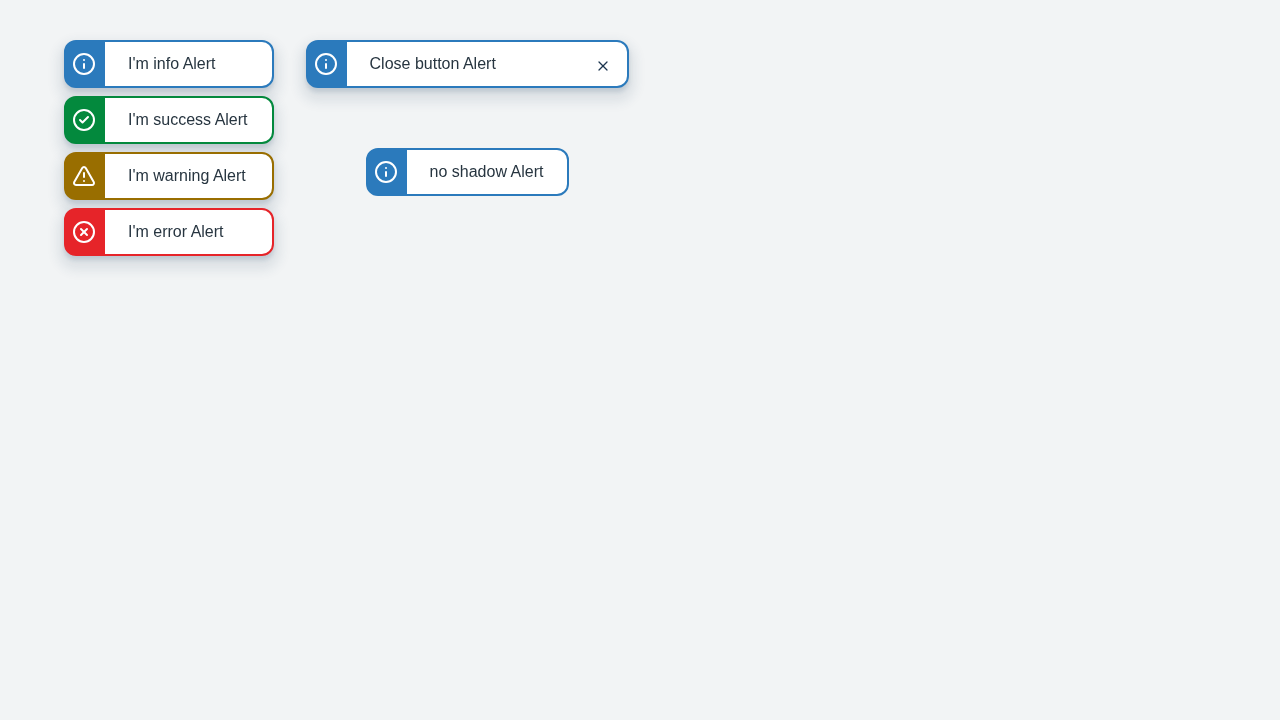 I'm info Alert
I'm success Alert
I'm warning Alert
I'm error Alert
Close button Alert
no shadow Alert